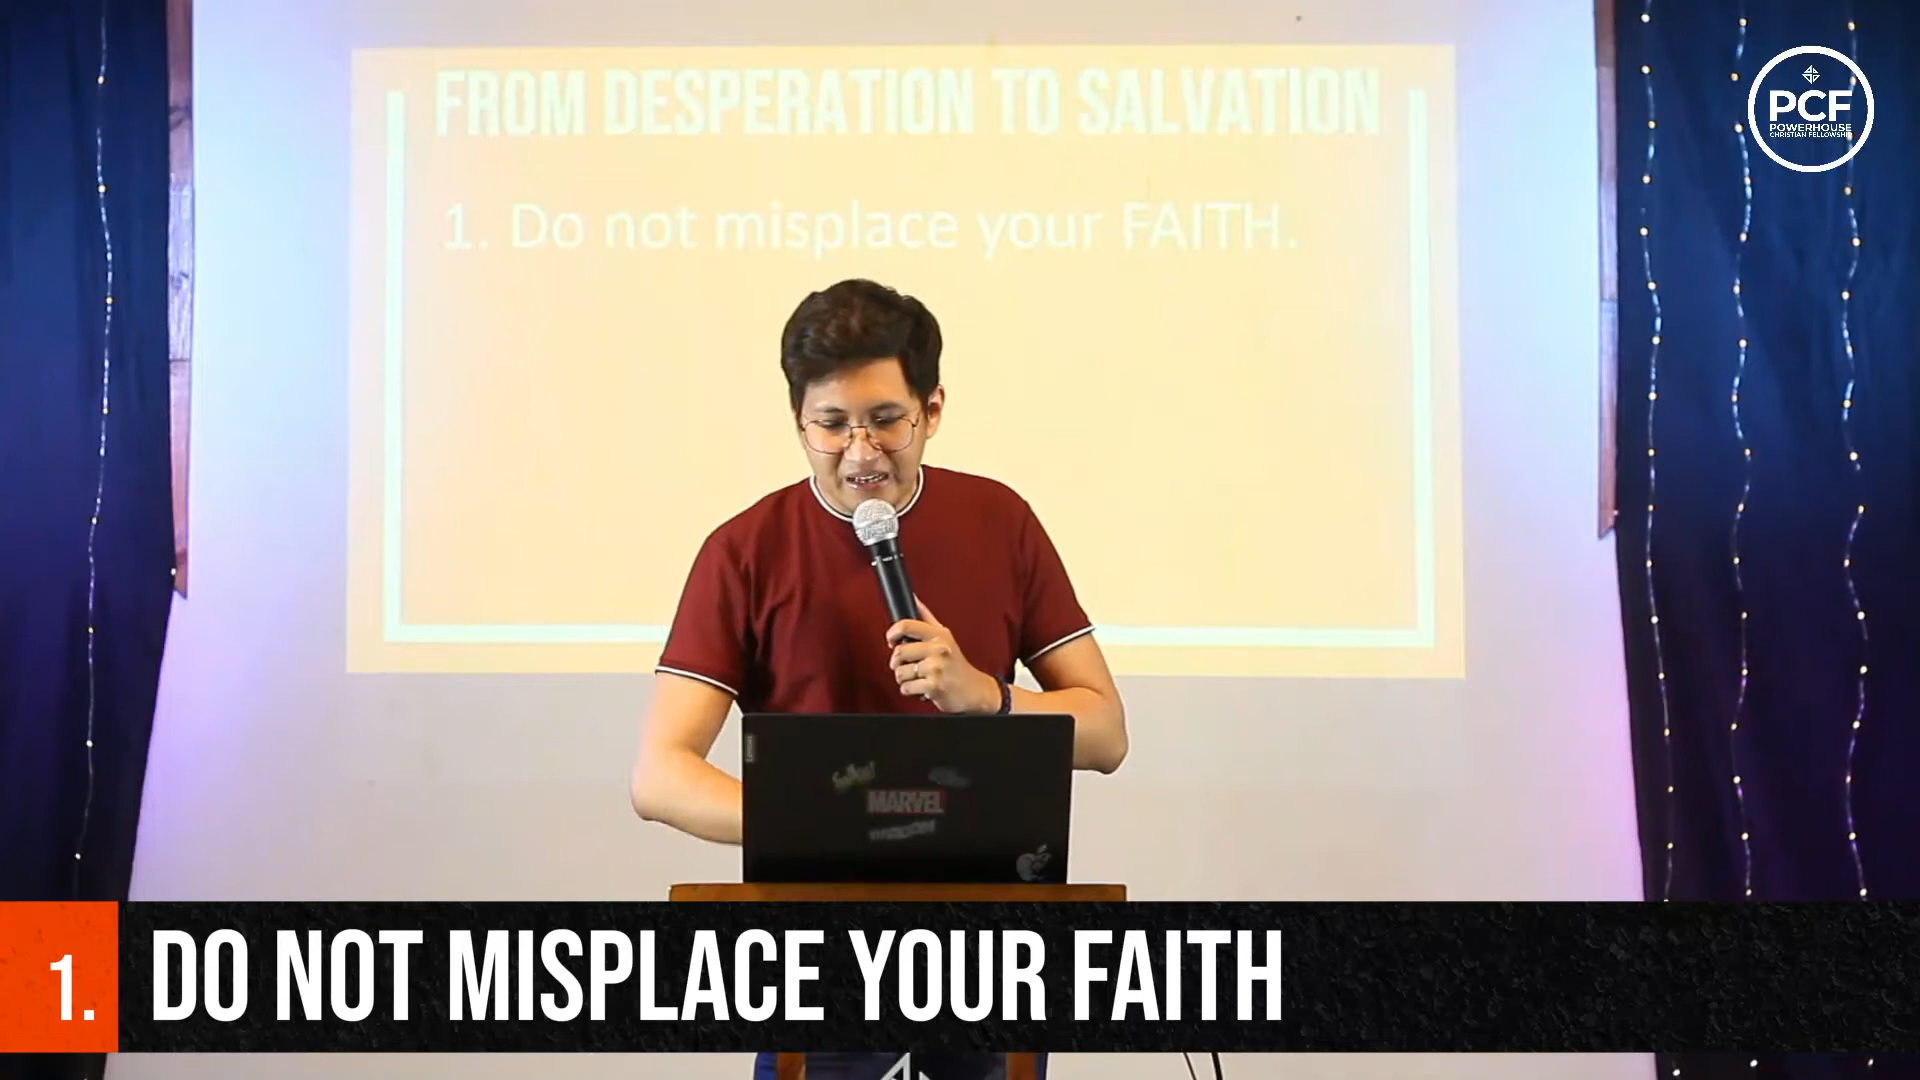 FROM DESPERATION TO SALVATION
1. Do not misplace your FAITH.
PCF
POWERHOUSE
CHRISTIAN FELLOWSHIP
Lenovo
MARVEL
1. DO NOT MISPLACE YOUR FAITH